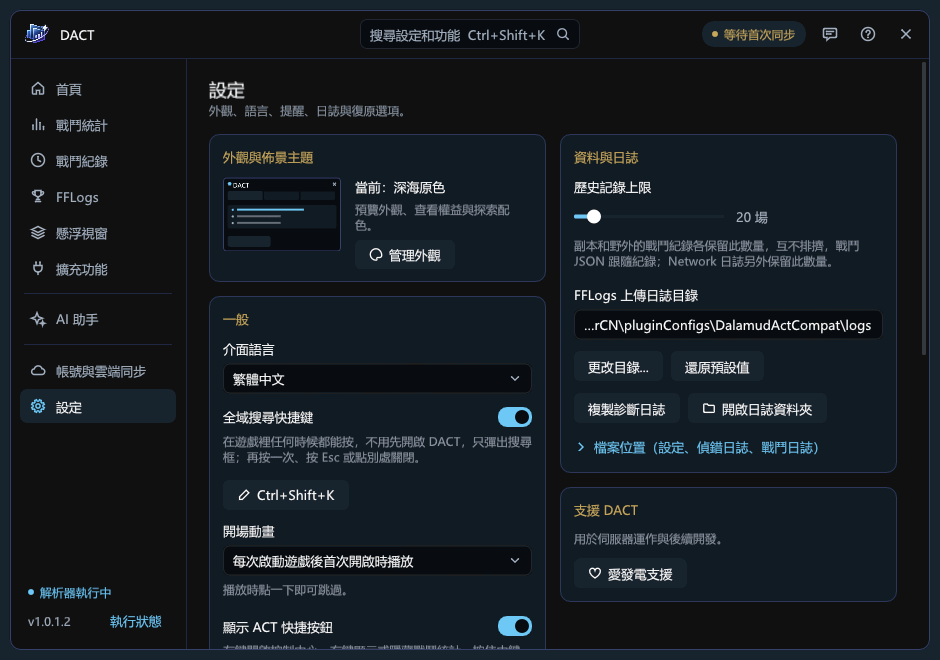 DACT
搜尋設定和功能 Ctrl+Shift+K
等待首次同步
首頁
戰鬥統計
戰鬥紀錄
FFLogs
懸浮視窗
擴充功能
AI 助手
帳號與雲端同步
設定
解析器執行中
v1.0.1.2
執行狀態
設定
外觀、語言、提醒、日誌與復原選項。
外觀與佈景主題
DACT
當前：深海原色
預覽外觀、查看權益與探索配
色。
管理外觀
一般
介面語言
繁體中文
全域搜尋快捷鍵
在遊戲裡任何時候都能按，不用先開啟 DACT，只彈出搜尋
框；再按一次、按 Esc 或點別處關閉。
Ctrl+Shift+K
開場動畫
每次啟動遊戲後首次開啟時播放
播放時點一下即可跳過。
顯示 ACT 快捷按鈕
資料與日誌
歷史記錄上限
20 場
副本和野外的戰鬥紀錄各保留此數量，互不排擠，戰鬥
JSON 跟隨紀錄；Network 日誌另外保留此數量。
FFLogs 上傳日誌目錄
...rCN\pluginConfigs\DalamudActCompat\logs
更改目錄...
還原預設值
複製診斷日誌
開啟日誌資料夾
檔案位置（設定、偵錯日誌、戰鬥日誌）
支援 DACT
用於伺服器運作與後續開發。
愛發電支援